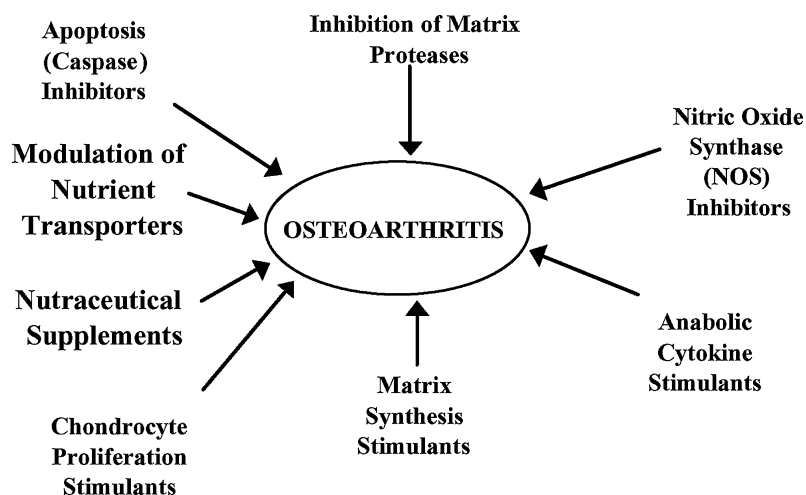 Apoptosis
(Caspase)
Inhibitors
Inhibition of Matrix
Proteases
Nitric Oxide
Synthase
(NOS)
Inhibitors
Modulation of
Nutrient
Transporters
OSTEOARTHRITIS
Nutraceutical
Supplements
Anabolic
Cytokine
Stimulants
Matrix
Synthesis
Stimulants
Chondrocyte
Proliferation
Stimulants